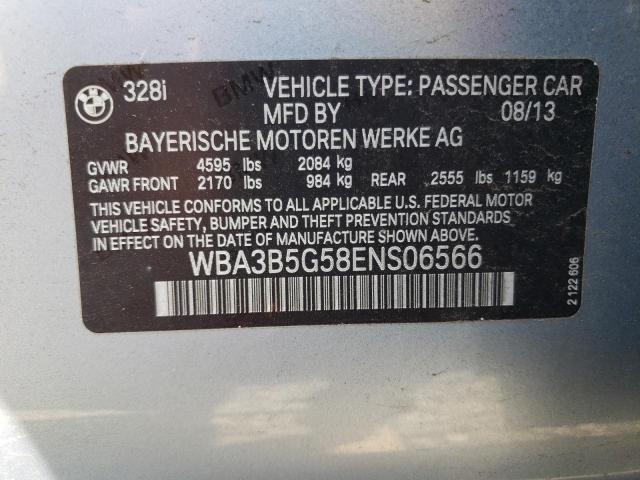 BMW 328i VEHICLE TYPE: PASSENGER CAR
MFD BY 08/13
BAYERISCHE MOTOREN WERKE AG
GVWR 4595 lbs 2084 kg
GAWR FRONT 2170 lbs 984 kg REAR 2555 lbs 1159 kg
THIS VEHICLE CONFORMS TO ALL APPLICABLE U.S. FEDERAL MOTOR
VEHICLE SAFETY, BUMPER AND THEFT PREVENTION STANDARDS IN
EFFECT ON THE DATE OF MANUFACTURE SHOWN ABOVE.
WBA3B5G58ENS06566
2 122 606